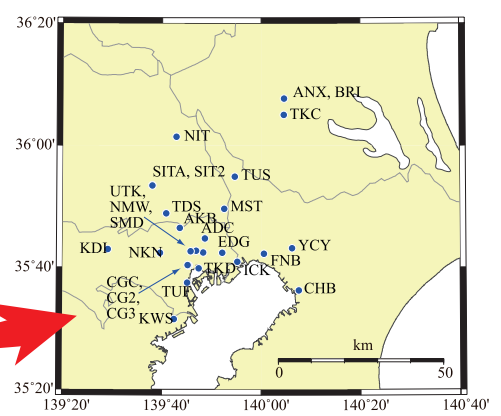 36°20'
ANX, BRI
TKC
36°00'
NIT
SITA, SIT2
TUS
UTK,
NMW,
SMD
TDS
MST
AKB
ADC
KDI
NKN
EDG
YCY
FNB
35°40'
TKD
ICK
CGC,
CG2,
CG3
TUF
CHB
KWS
km
0
50
35°20'
139°20'
139°40'
140°00'
140°20'
140°40'